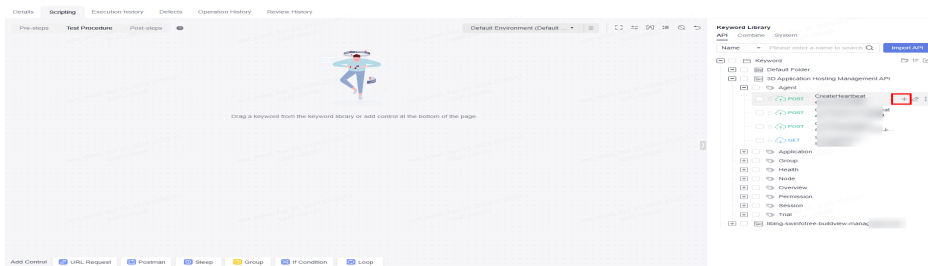 Details Scripting Execution History Defects Operation History Review History
Pre-steps Test Procedure Post-steps
Default Environment (Default
Drag a keyword from the keyword library or add control at the bottom of the page.
Add Control URL Request Postman Sleep Group If Condition Loop
Keyword Library
API Combine System
Name Please enter a name to search Import API
Keyword
Default Folder
3D Application Hosting Management API
Agent
POST CreateHeartbeat
POST
POST
GET
Application
Group
Health
Node
Overview
Permission
Session
Trial